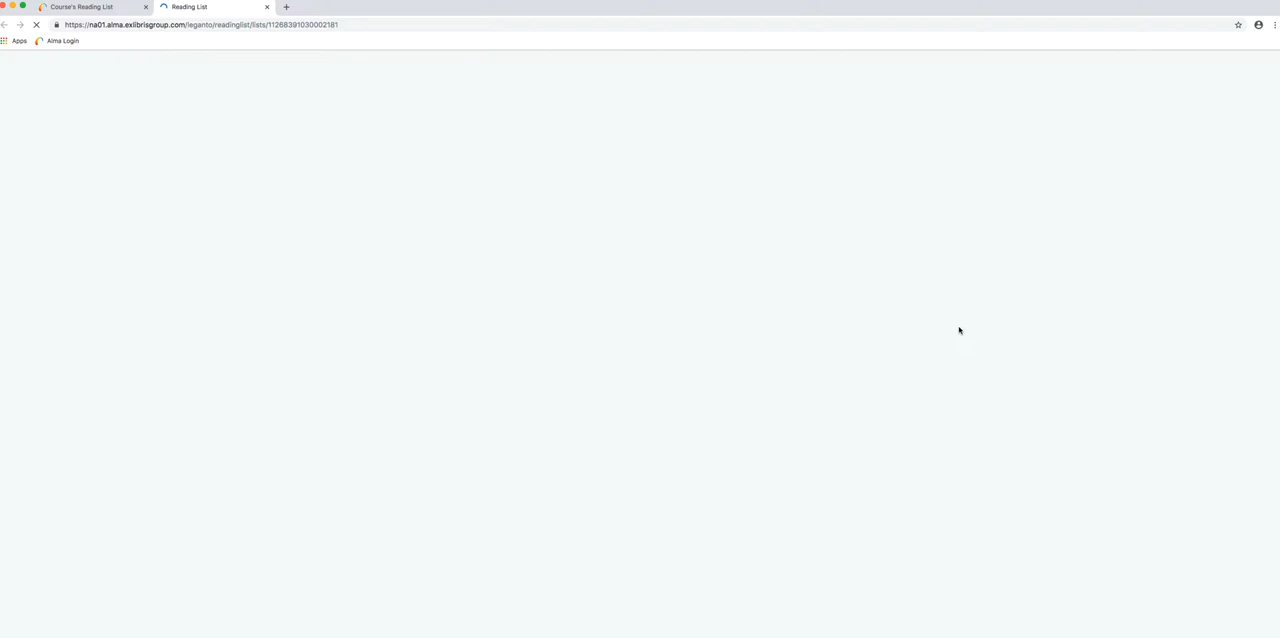 Course's Reading List
Reading List
https://na01.alma.exlibrisgroup.com/leganto/readinglist/lists/11268391030002181
Apps
Alma Login